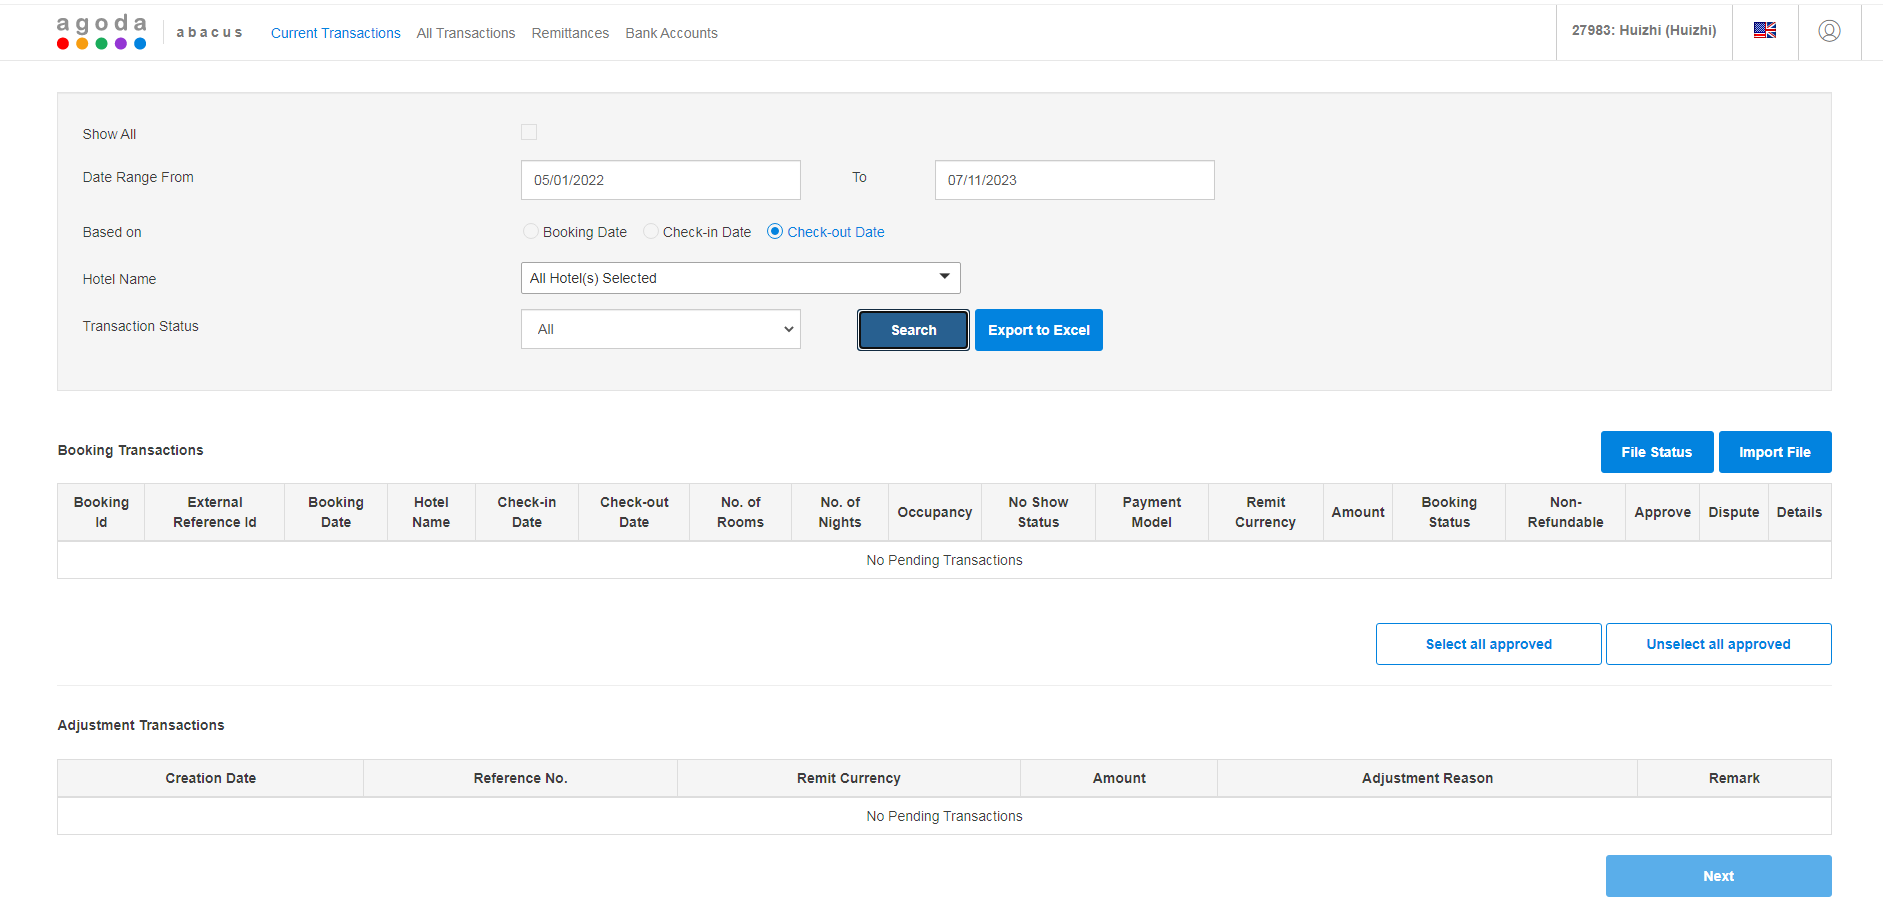 agoda
abacus
Current Transactions All Transactions Remittances Bank Accounts
27983: Huizhi (Huizhi)
Show All
Date Range From 05/01/2022 To 07/11/2023
Based on Booking Date Check-in Date Check-out Date
Hotel Name All Hotel(s) Selected
Transaction Status All Search Export to Excel
Booking Transactions File Status Import File
Booking Id External Reference Id Booking Date Hotel Name Check-in Date Check-out Date No. of Rooms No. of Nights Occupancy No Show Status Payment Model Remit Currency Amount Booking Status Non-Refundable Approve Dispute Details
No Pending Transactions
Select all approved Unselect all approved
Adjustment Transactions
Creation Date Reference No. Remit Currency Amount Adjustment Reason Remark
No Pending Transactions
Next